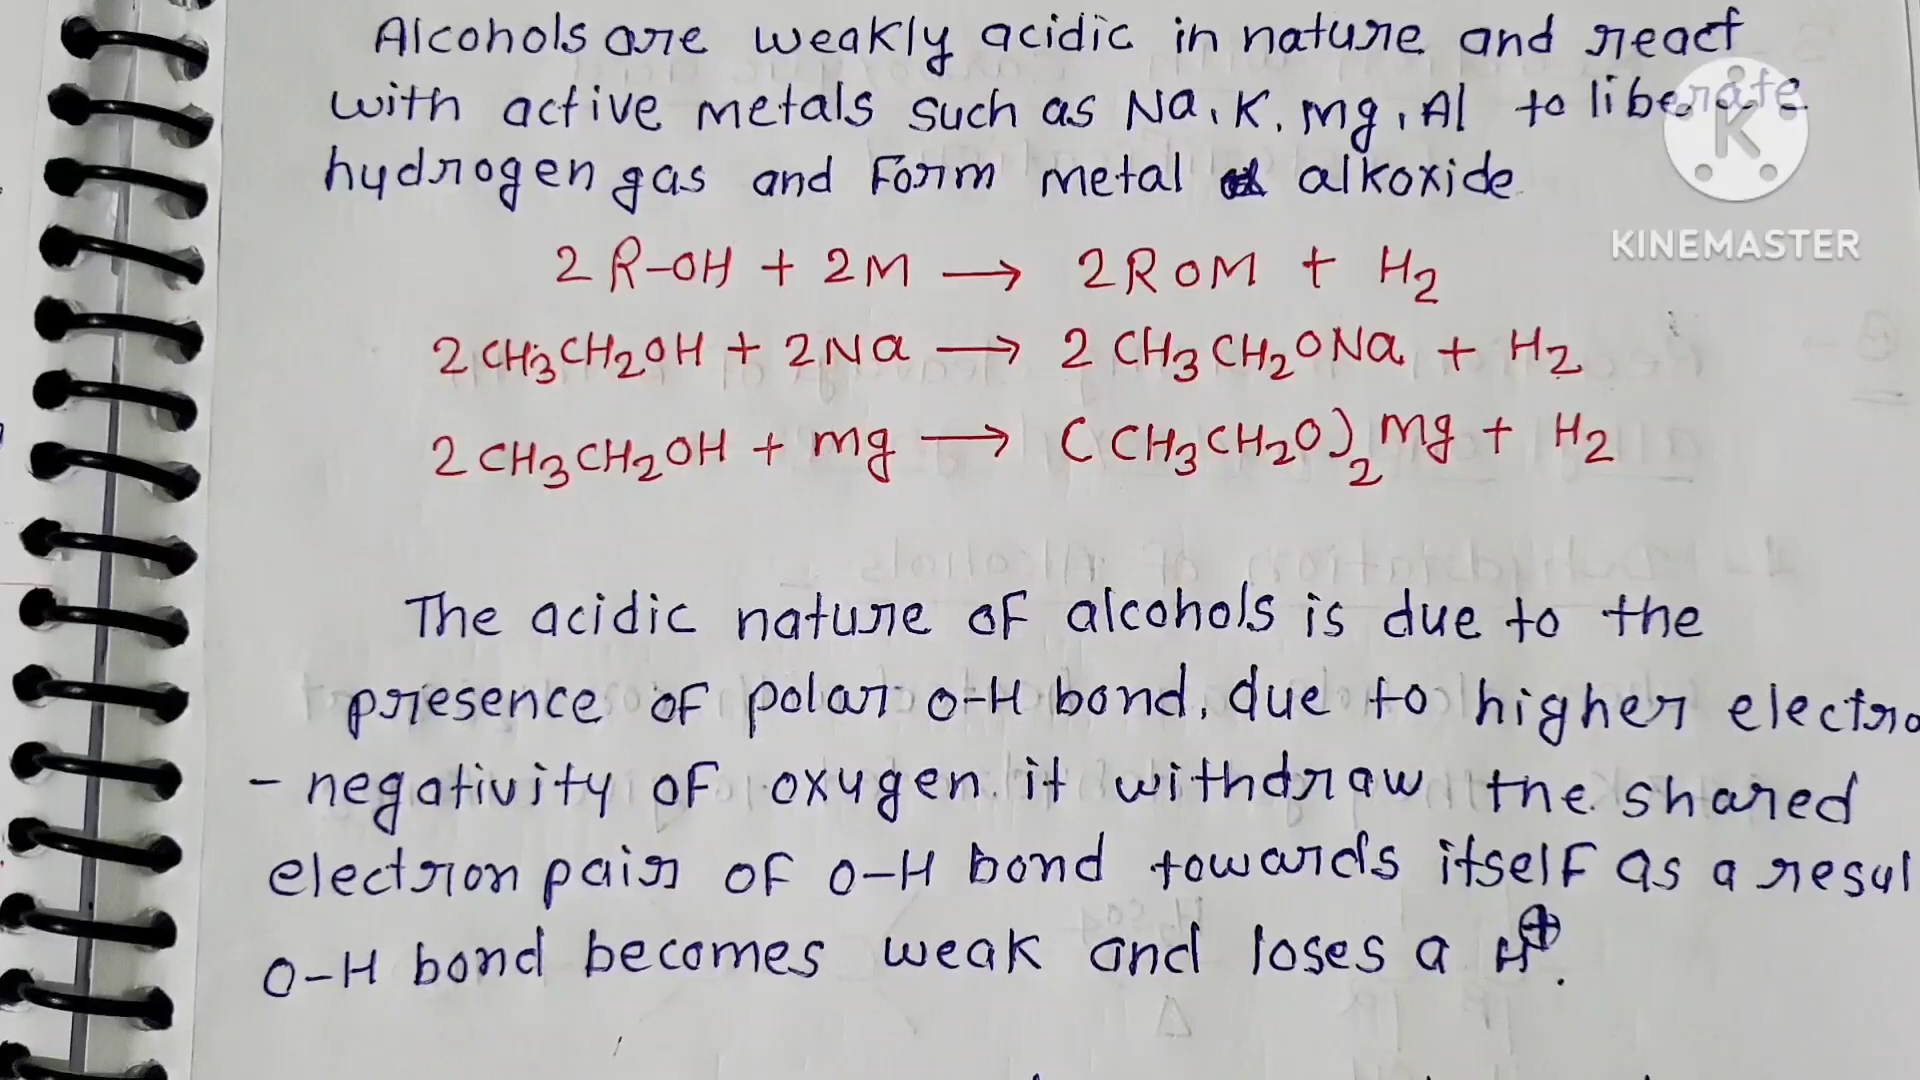 Alcohols are weakly acidic in nature and react
with active metals such as Na, K, Mg, Al to liberate
hydrogen gas and Form metal alkoxide
KINEMASTER
2 R-OH + 2M → 2ROM + H₂
2 CH₃CH₂OH + 2Na → 2 CH₃CH₂ONa + H₂
2 CH₃CH₂OH + Mg → (CH₃CH₂O)₂ Mg + H₂
The acidic nature of alcohols is due to the
presence of polar O-H bond, due to higher electro
-negativity of oxygen it withdraw the shared
electron pair of O-H bond towards itself as a resul
O-H bond becomes weak and loses a H⊕.